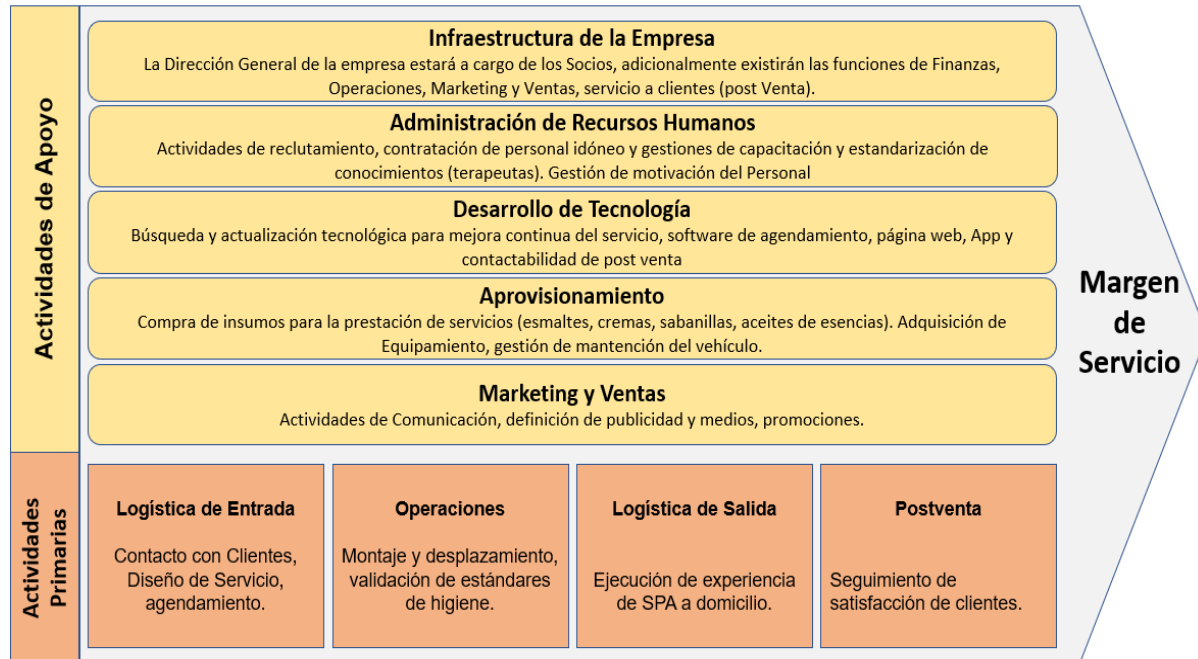 Actividades de Apoyo
Infraestructura de la Empresa
La Dirección General de la empresa estará a cargo de los Socios, adicionalmente existirán las funciones de Finanzas,
Operaciones, Marketing y Ventas, servicio a clientes (post Venta).
Administración de Recursos Humanos
Actividades de reclutamiento, contratación de personal idóneo y gestiones de capacitación y estandarización de
conocimientos (terapeutas). Gestión de motivación del Personal
Desarrollo de Tecnología
Búsqueda y actualización tecnológica para mejora continua del servicio, software de agendamiento, página web, App y
contactabilidad de post venta
Aprovisionamiento
Compra de insumos para la prestación de servicios (esmaltes, cremas, sabanillas, aceites de esencias). Adquisición de
Equipamiento, gestión de mantención del vehículo.
Marketing y Ventas
Actividades de Comunicación, definición de publicidad y medios, promociones.
Actividades
Primarias
Logística de Entrada
Contacto con Clientes,
Diseño de Servicio,
agendamiento.
Operaciones
Montaje y desplazamiento,
validación de estándares
de higiene.
Logística de Salida
Ejecución de experiencia
de SPA a domicilio.
Postventa
Seguimiento de
satisfacción de clientes.
Margen
de
Servicio